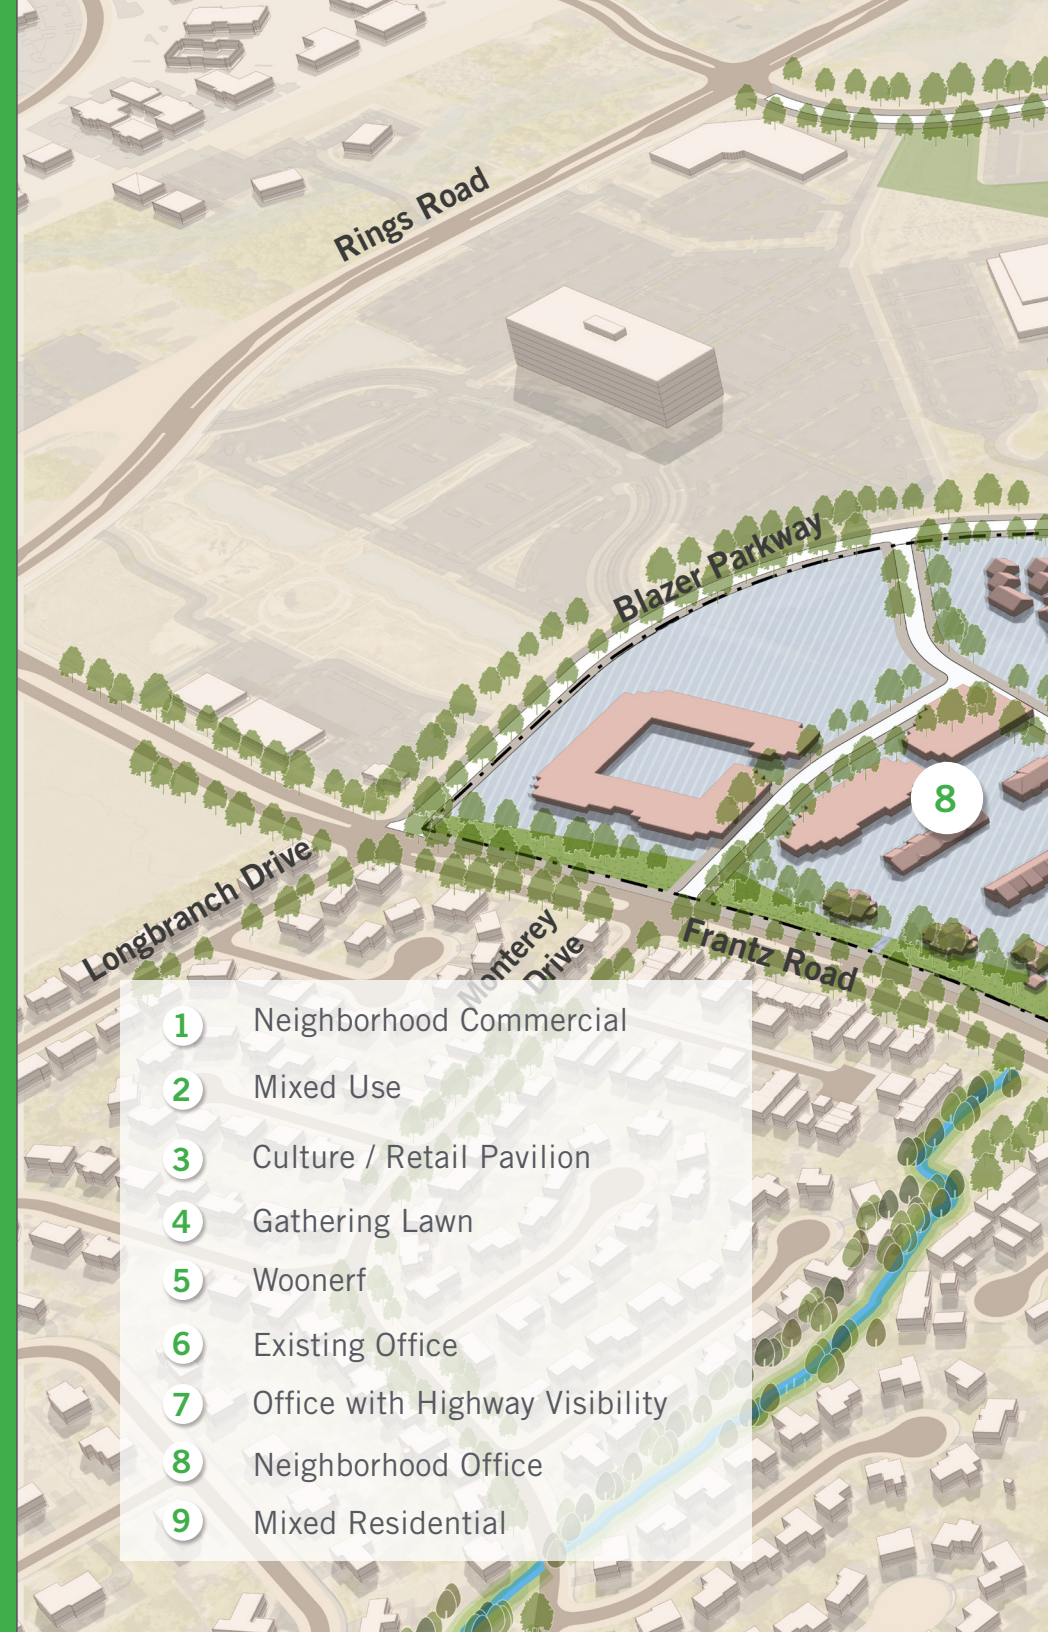 Rings Road
Blazer Parkway
8
Longbranch Drive
Monterey
Drive
Frantz Road
1 Neighborhood Commercial
2 Mixed Use
3 Culture / Retail Pavilion
4 Gathering Lawn
5 Woonerf
6 Existing Office
7 Office with Highway Visibility
8 Neighborhood Office
9 Mixed Residential